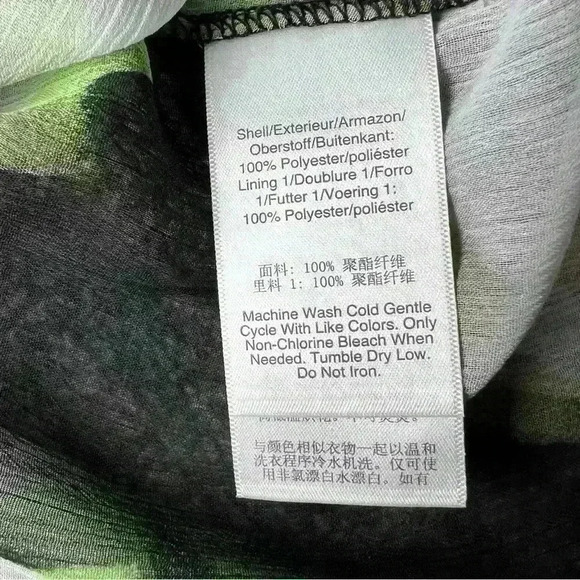 Shell/Exterieur/Armazon/
Oberstoff/Buitenkant:
100% Polyester/poliéster
Lining 1/Doublure 1/Forro
1/Futter 1/Voering 1:
100% Polyester/poliéster
面料: 100% 聚酯纤维
里料 1: 100% 聚酯纤维
Machine Wash Cold Gentle
Cycle With Like Colors. Only
Non-Chlorine Bleach When
Needed. Tumble Dry Low.
Do Not Iron.
与颜色相似衣物一起以温和
洗衣程序冷水机洗。仅可使
用非氯漂白水漂白。如有